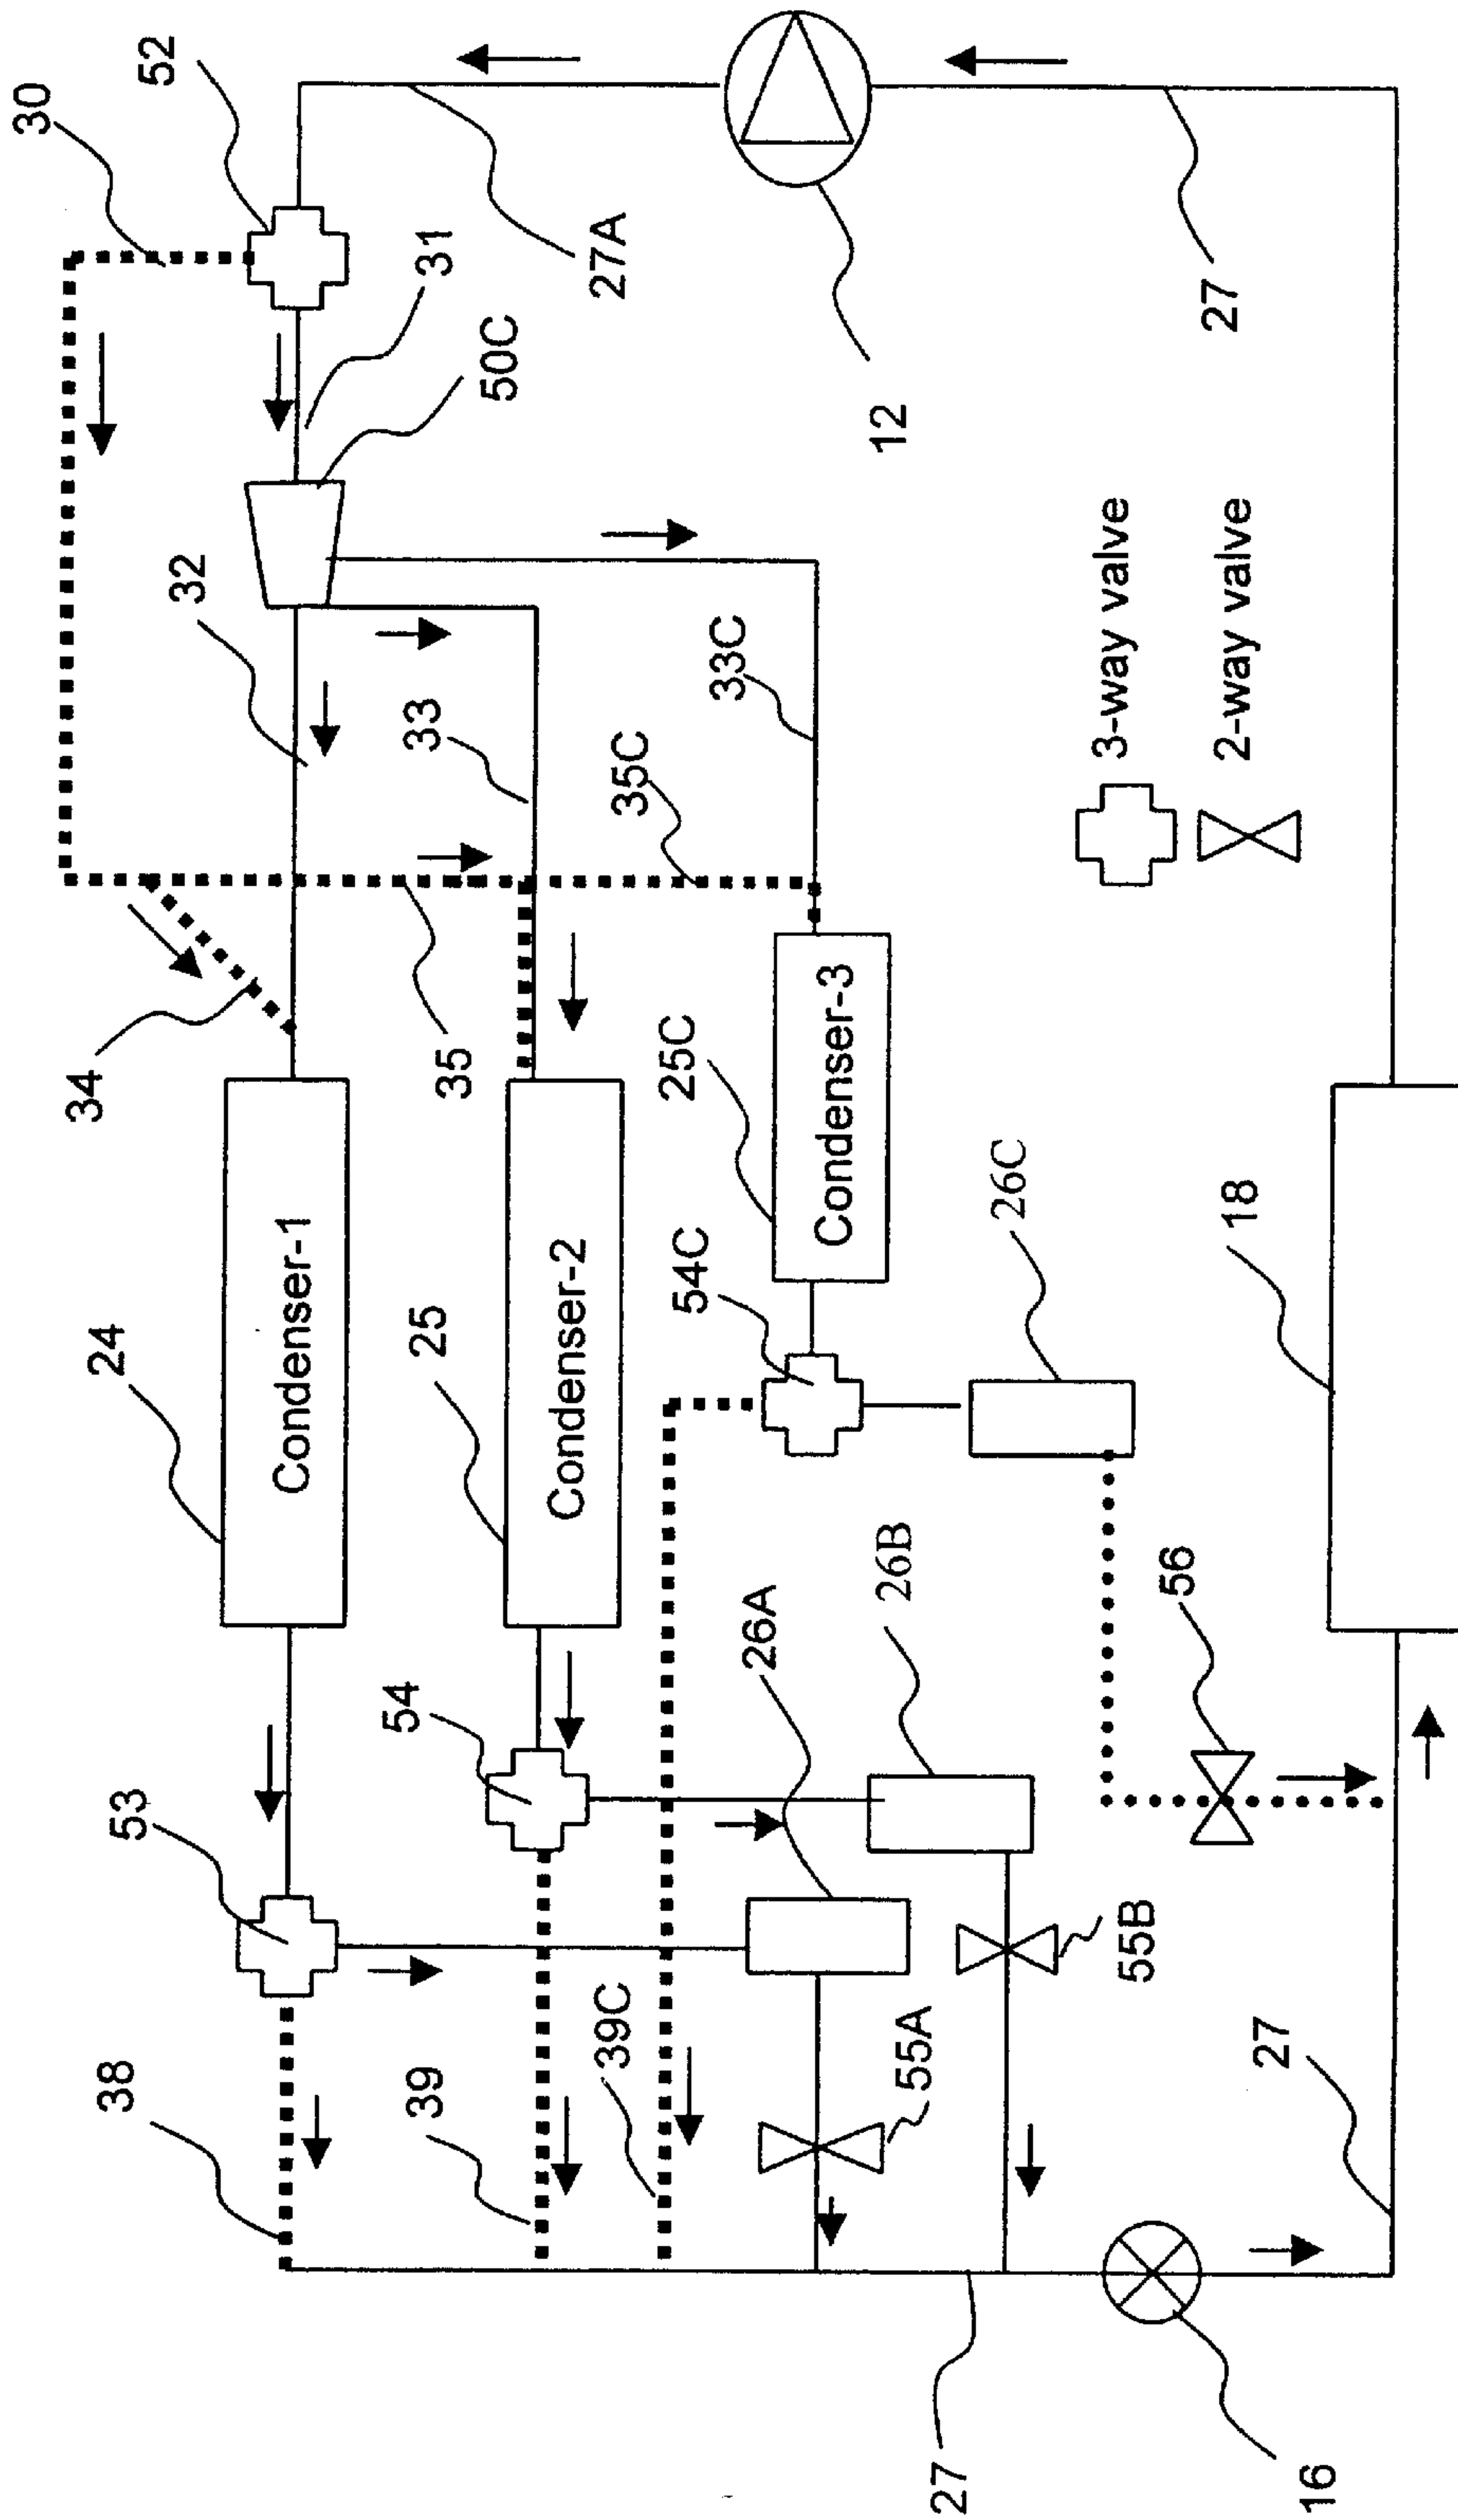 30
52
31
27A
50C
32
12
27
33
33C
35C
3-way valve
2-way valve
34
35
24
Condenser-1
25
Condenser-2
25C
Condenser-3
54C
26C
18
53
54
26A
26B
56
38
39
39C
55A
55B
27
27
16